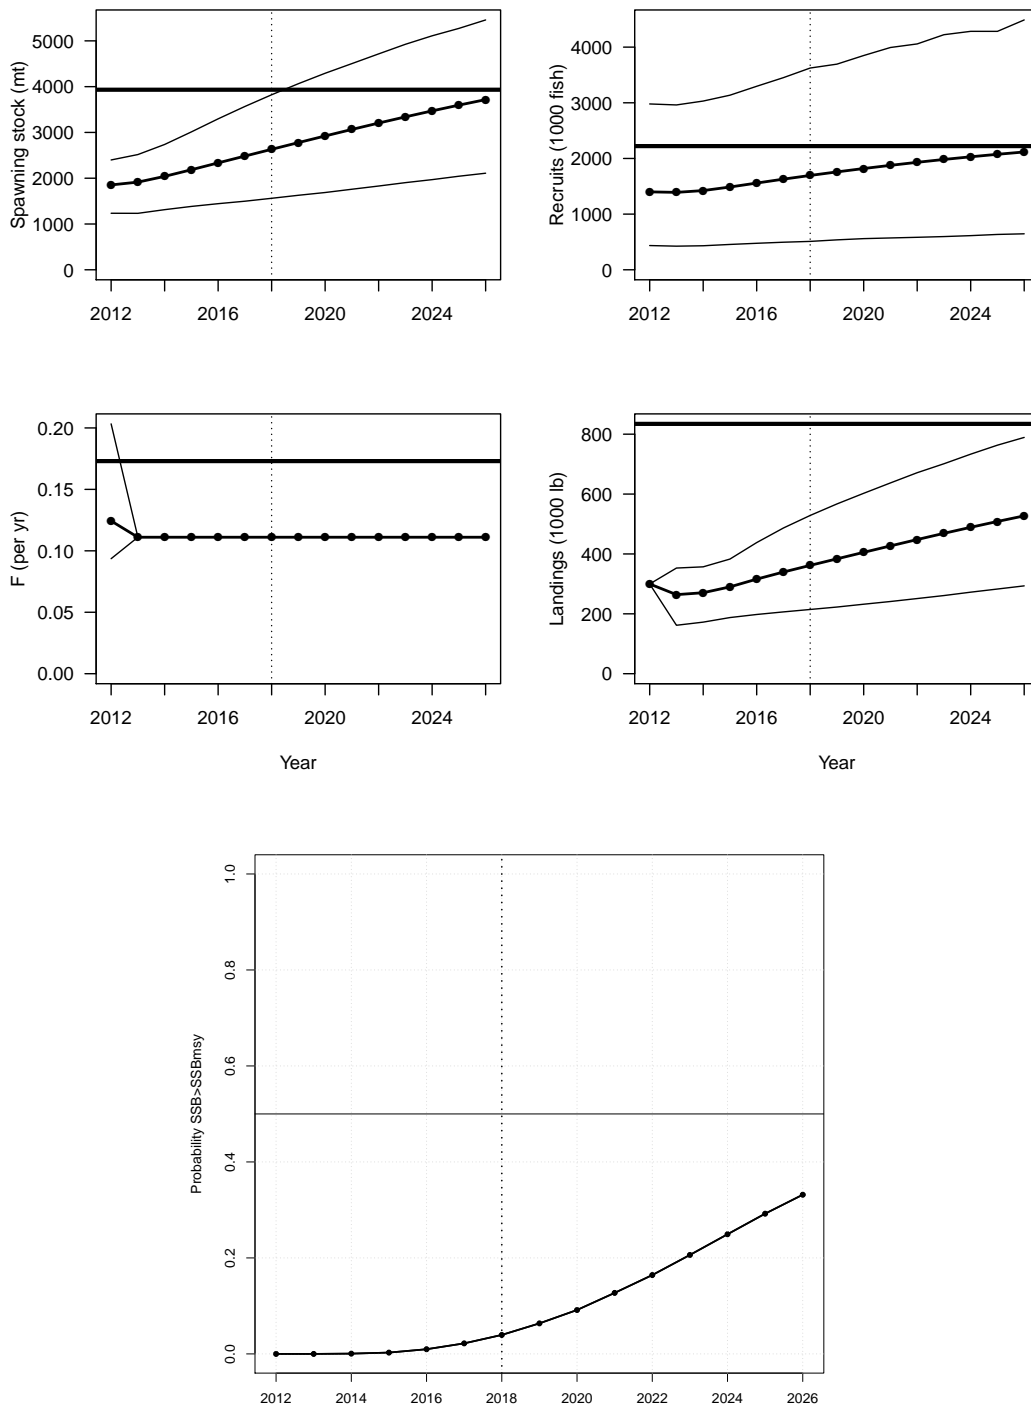 Spawning stock (mt)
0
1000
2000
3000
4000
5000
2012 2016 2020 2024
Recruits (1000 fish)
0
1000
2000
3000
4000
2012 2016 2020 2024
F (per yr)
0.00
0.05
0.10
0.15
0.20
2012 2016 2020 2024
Year
Landings (1000 lb)
0
200
400
600
800
2012 2016 2020 2024
Year
Probability SSB>SSBmsy
0.0
0.2
0.4
0.6
0.8
1.0
2012 2014 2016 2018 2020 2022 2024 2026